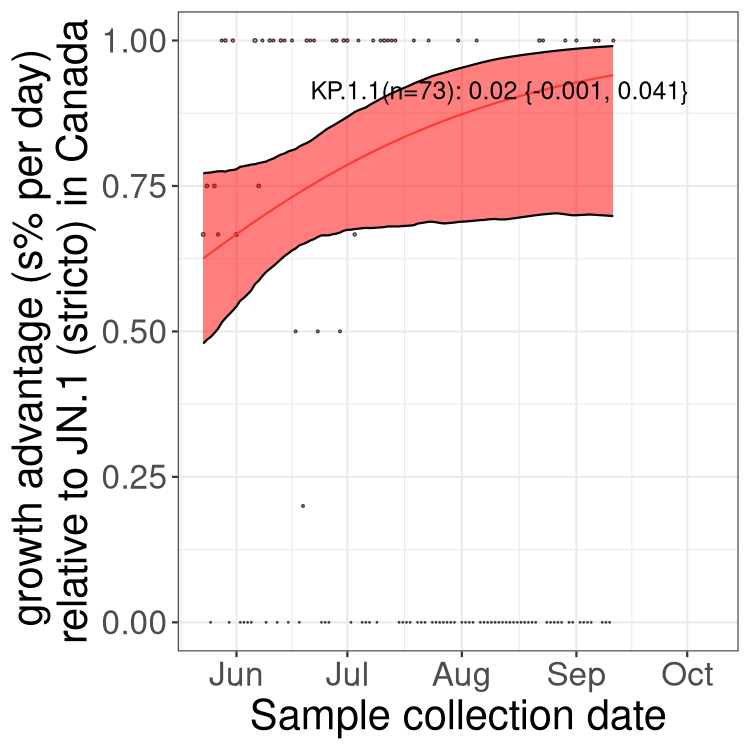 growth advantage (s% per day)
relative to JN.1 (stricto) in Canada
1.00
0.75
0.50
0.25
0.00
KP.1.1(n=73): 0.02 {-0.001, 0.041}
Jun Jul Aug Sep Oct
Sample collection date